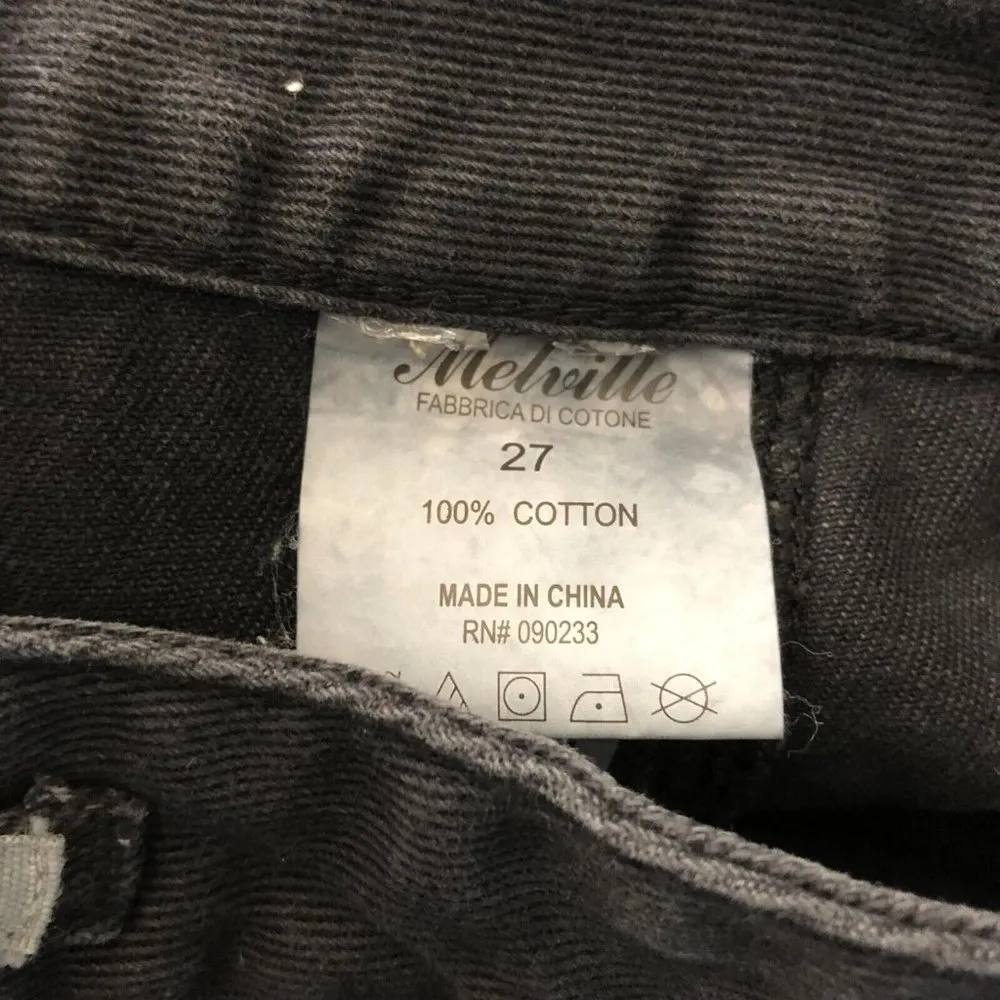 Melville
FABBRICA DI COTONE
27
100% COTTON
MADE IN CHINA
RN# 090233